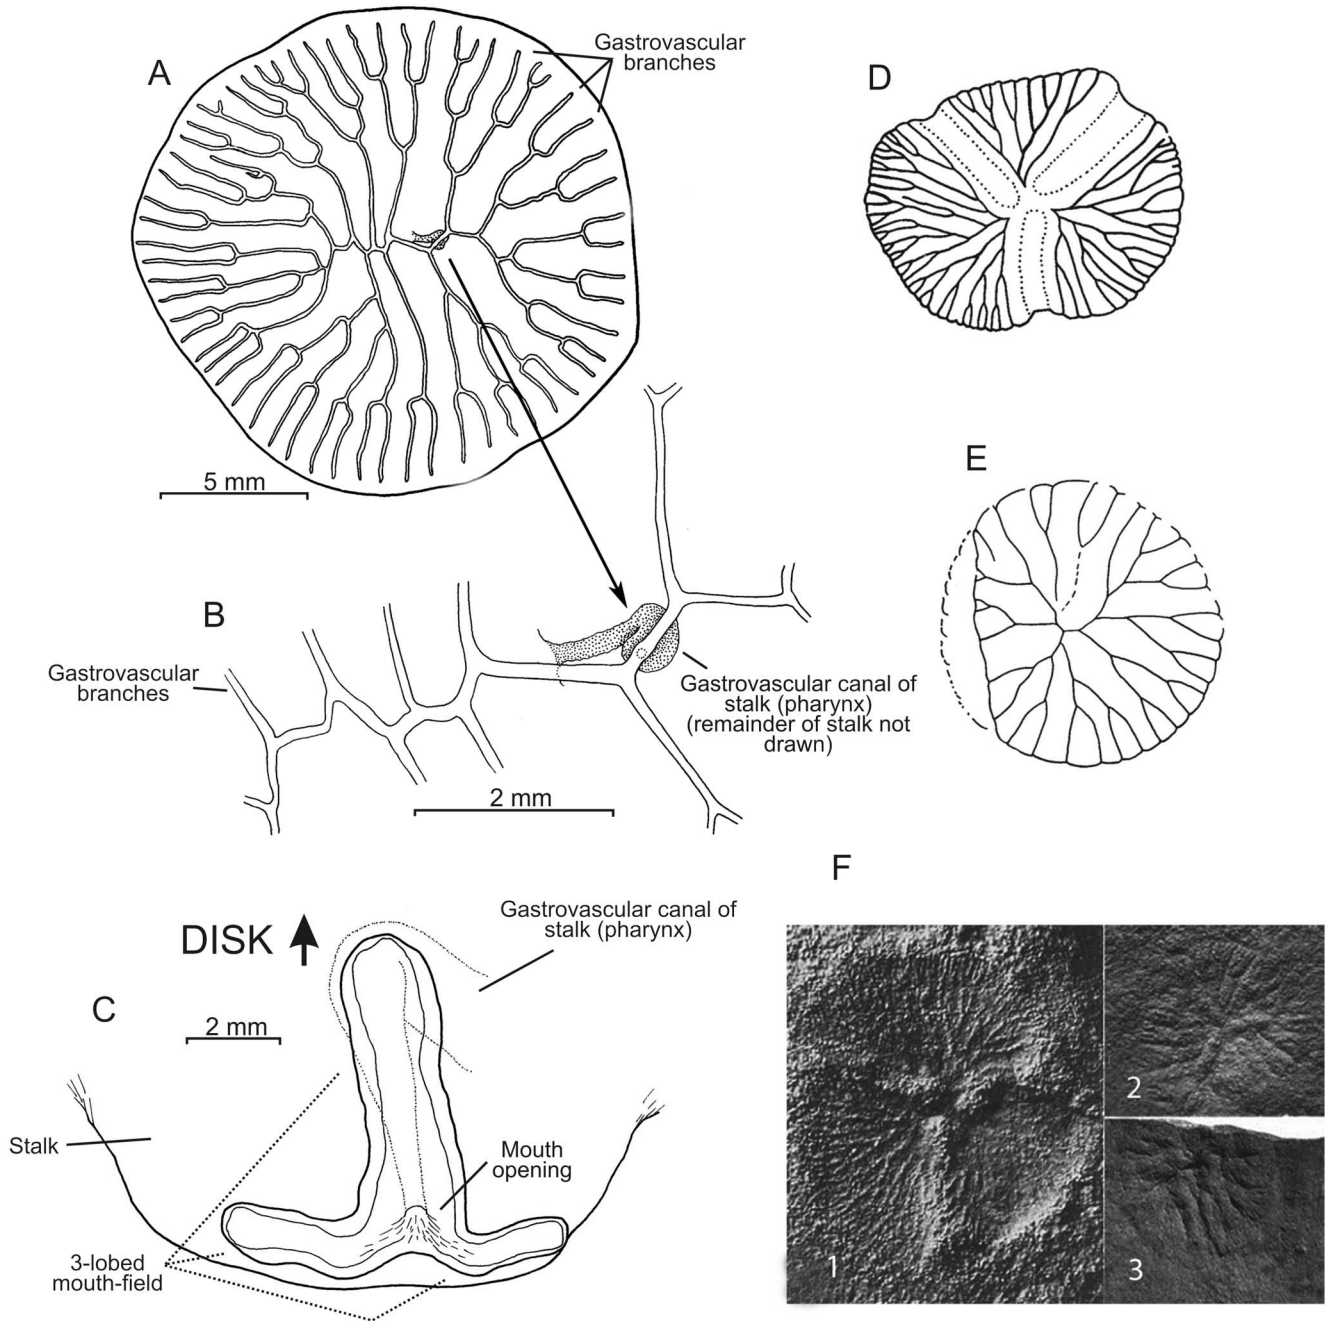 A
Gastrovascular
branches
D
5 mm
E
B
Gastrovascular
branches
Gastrovascular canal of
stalk (pharynx)
(remainder of stalk not
drawn)
2 mm
F
C
DISK
Gastrovascular canal of
stalk (pharynx)
2 mm
Stalk
Mouth
opening
3-lobed
mouth-field
1
2
3